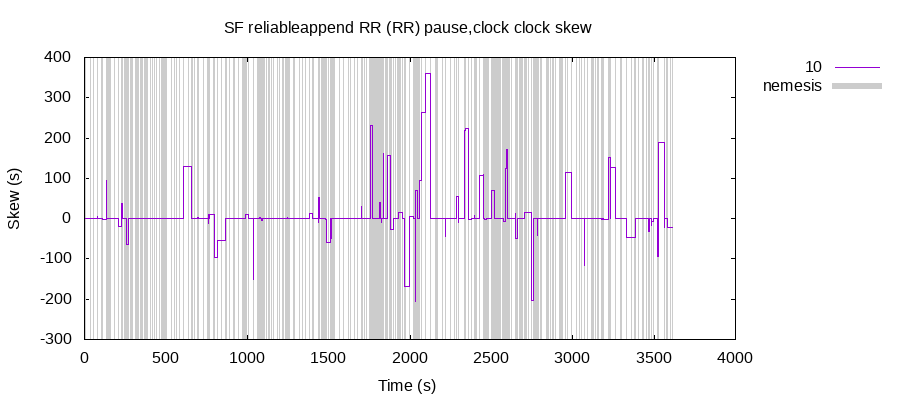 SF reliableappend RR (RR) pause,clock clock skew
400
300
200
100
0
-100
-200
-300
Skew (s)
0 500 1000 1500 2000 2500 3000 3500 4000
Time (s)
10
nemesis